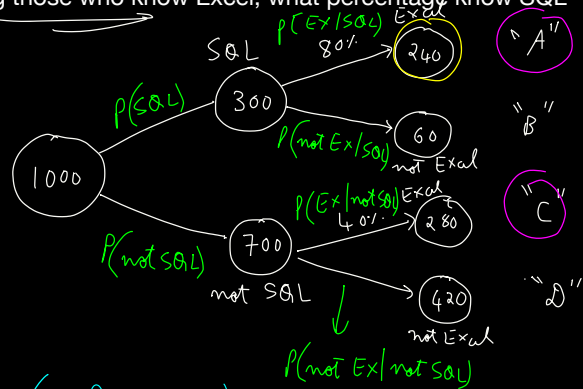 g those who know Excel, what percentage know SQL
P(Ex/SQL)
Excel
80%
240
"A"
SQL
300
P(SQL)
P(not Ex/SQL)
60
not Excel
"B"
1000
P(Ex/not SQL)
Excel
40%
280
"C"
P(not SQL)
700
not SQL
420
not Excel
"D"
P(not Ex/not SQL)